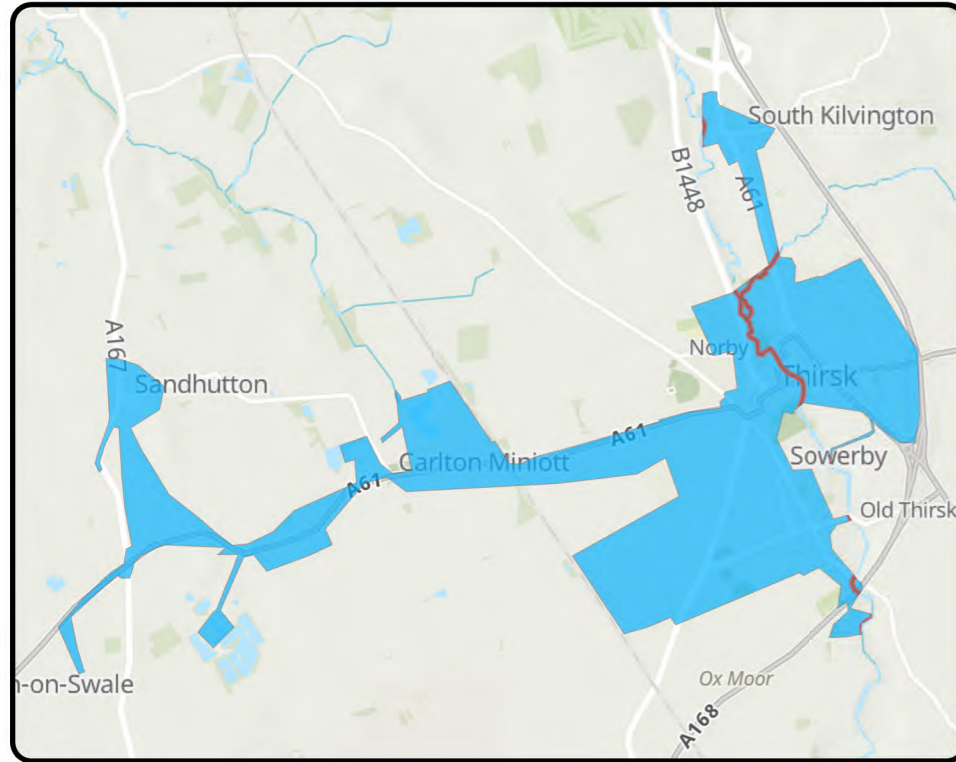 South Kilvington
B1448
A61
A167
Norby
Sandhutton
Thirsk
A61
Carlton Miniott
Sowerby
A61
Old Thirsk
n-on-Swale
Ox Moor
A168